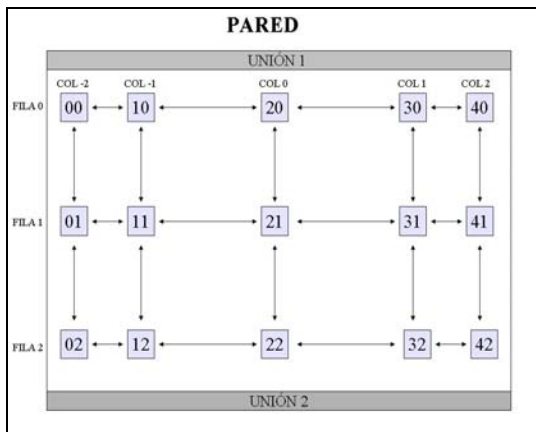 PARED
UNIÓN 1
COL -2 COL -1 COL 0 COL 1 COL 2
FILA 0 00 10 20 30 40
FILA 1 01 11 21 31 41
FILA 2 02 12 22 32 42
UNIÓN 2